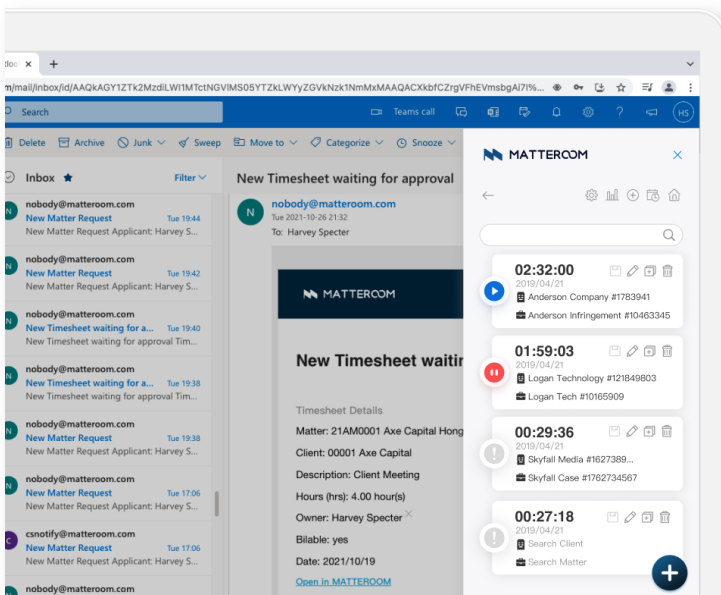 m/mail/inbox/id/AAQkAGY1ZTk2MzdiLWI1MTctNGVlMS05YTZkLWYyZGVkNzk1NmMxMAAQACXkbfCZrgVFhEVmsbgAi7I%...
Search
Teams call
HS
Delete
Archive
Junk
Sweep
Move to
Categorize
Snooze
Inbox
Filter
N
nobody@matteroom.com
New Matter Request
Tue 19:44
New Matter Request Applicant: Harvey S...
N
nobody@matteroom.com
New Matter Request
Tue 19:42
New Matter Request Applicant: Harvey S...
N
nobody@matteroom.com
New Timesheet waiting for a...
Tue 19:40
New Timesheet waiting for approval Tim...
N
nobody@matteroom.com
New Timesheet waiting for a...
Tue 19:38
New Timesheet waiting for approval Tim...
N
nobody@matteroom.com
New Matter Request
Tue 19:38
New Matter Request Applicant: Harvey S...
N
nobody@matteroom.com
New Matter Request
Tue 17:06
New Matter Request Applicant: Harvey S...
C
csnotify@matteroom.com
New Matter Request
Tue 17:06
New Matter Request Applicant: Harvey S...
N
nobody@matteroom.com
New Timesheet waiting for approval
N
nobody@matteroom.com
Tue 2021-10-26 21:32
To: Harvey Specter
MATTEROOM
New Timesheet waitin
Timesheet Details
Matter: 21AM0001 Axe Capital Hong
Client: 00001 Axe Capital
Description: Client Meeting
Hours (hrs): 4.00 hour(s)
Owner: Harvey Specter
Bilable: yes
Date: 2021/10/19
Open in MATTEROOM
MATTEROOM
02:32:00
2019/04/21
Anderson Company #1783941
Anderson Infringement #10463345
01:59:03
2019/04/21
Logan Technology #121849803
Logan Tech #10165909
00:29:36
2019/04/21
Skyfall Media #1627389...
Skyfall Case #1762734567
00:27:18
2019/04/21
Search Client
Search Matter